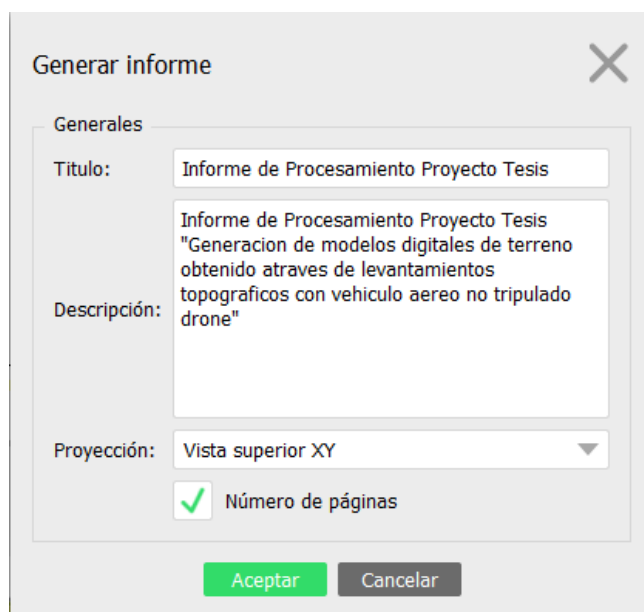 Generar informe
Generales
Titulo:
Informe de Procesamiento Proyecto Tesis
Descripción:
Informe de Procesamiento Proyecto Tesis
"Generacion de modelos digitales de terreno
obtenido atraves de levantamientos
topograficos con vehiculo aereo no tripulado
drone"
Proyección:
Vista superior XY
Número de páginas
Aceptar
Cancelar